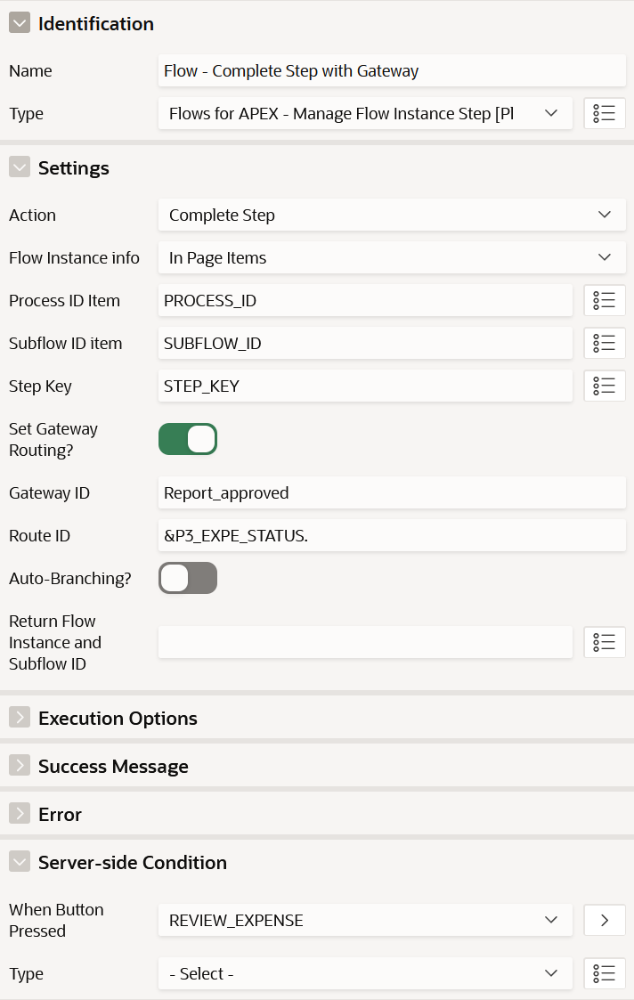 Identification
Name Flow - Complete Step with Gateway
Type Flows for APEX - Manage Flow Instance Step [Pl
Settings
Action Complete Step
Flow Instance info In Page Items
Process ID Item PROCESS_ID
Subflow ID item SUBFLOW_ID
Step Key STEP_KEY
Set Gateway
Routing?
Gateway ID Report_approved
Route ID &P3_EXPE_STATUS.
Auto-Branching?
Return Flow
Instance and
Subflow ID
Execution Options
Success Message
Error
Server-side Condition
When Button
Pressed REVIEW_EXPENSE
Type - Select -